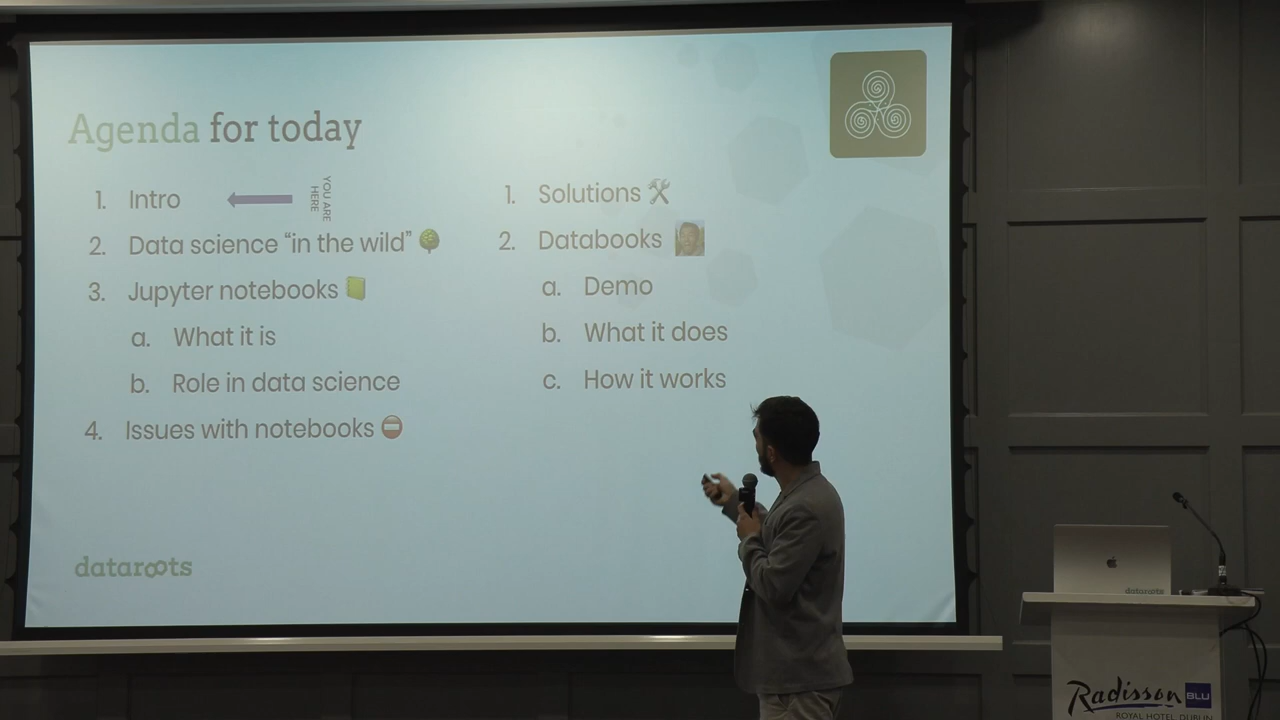 Agenda for today
1. Intro
YOU ARE
HERE
2. Data science “in the wild”
3. Jupyter notebooks
a. What it is
b. Role in data science
4. Issues with notebooks
1. Solutions
2. Databooks
a. Demo
b. What it does
c. How it works
dataroots
dataroots
Radisson BLU
ROYAL HOTEL, DUBLIN